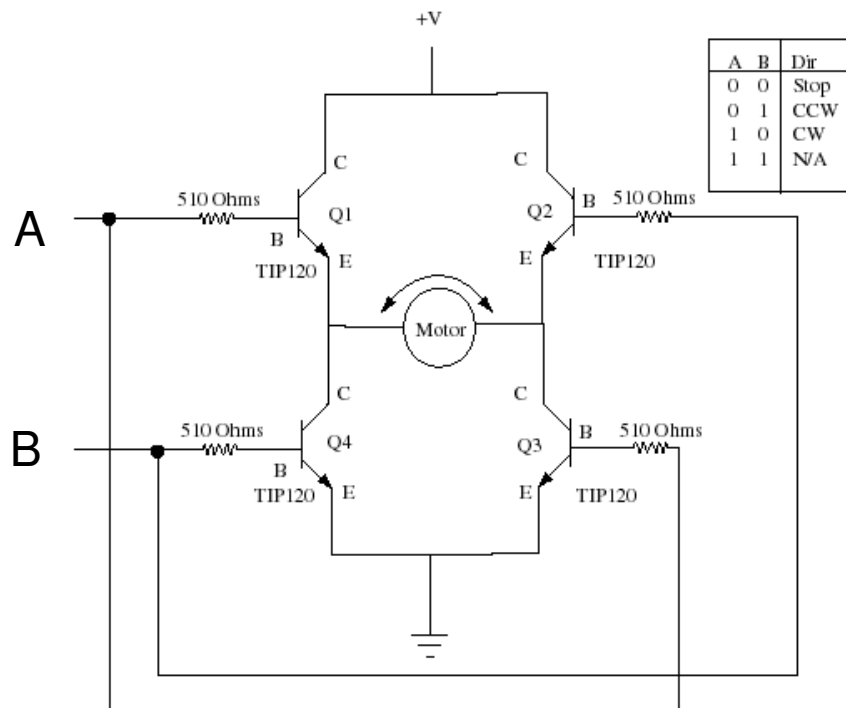 +V
A B Dir
0 0 Stop
0 1 CCW
1 0 CW
1 1 N/A
C
C
510 Ohms
B
510 Ohms
A
Q1
Q2
B
E
E
TIP120
TIP120
Motor
C
C
510 Ohms
B
510 Ohms
B
Q4
Q3
B
E
E
TIP120
TIP120